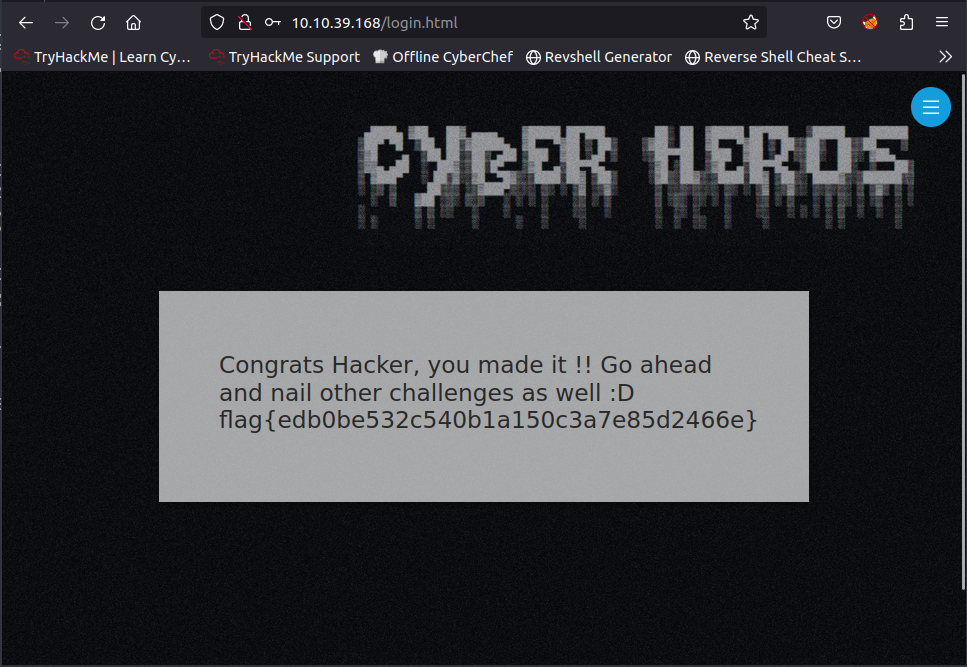 10.10.39.168/login.html
TryHackMe | Learn Cy…
TryHackMe Support
Offline CyberChef
Revshell Generator
Reverse Shell Cheat S…
CYBER HEROS
Congrats Hacker, you made it !! Go ahead
and nail other challenges as well :D
flag{edb0be532c540b1a150c3a7e85d2466e}